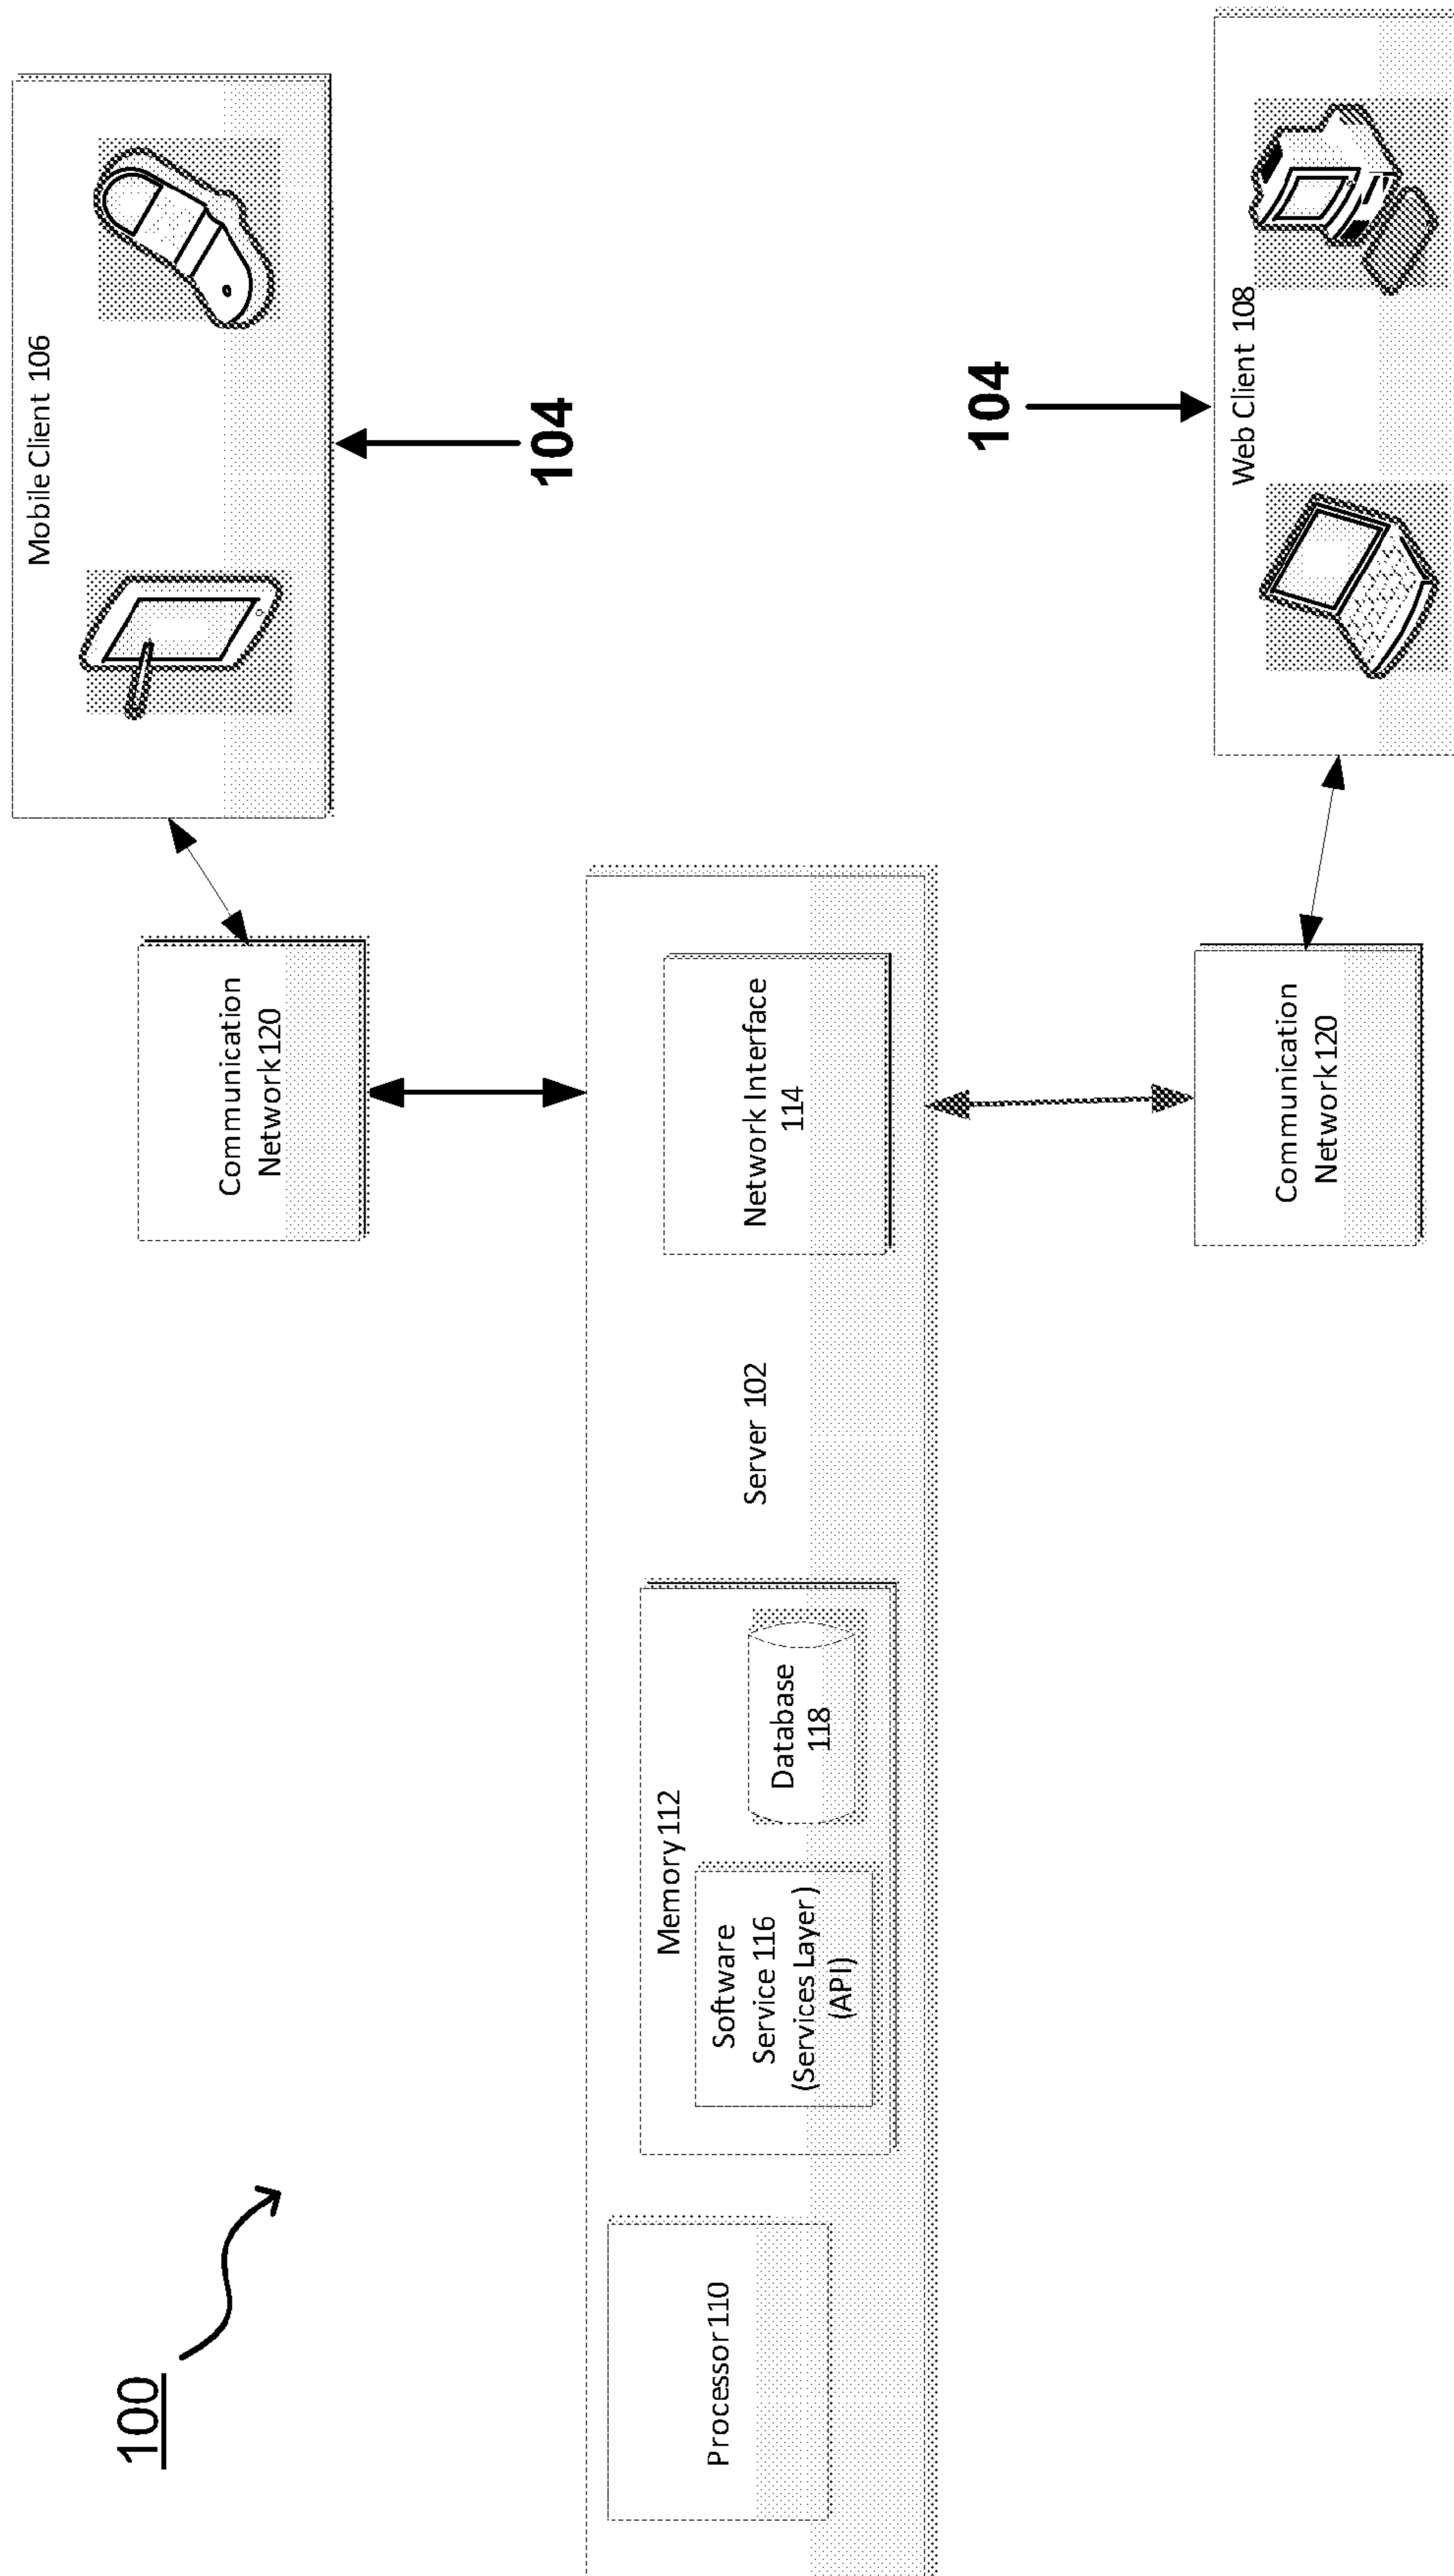 100
Mobile Client 106
104
Communication
Network 120
Processor 110
Memory 112
Software
Service 116
(Services Layer)
(API)
Database
118
Server 102
Network Interface
114
104
Communication
Network 120
Web Client 108